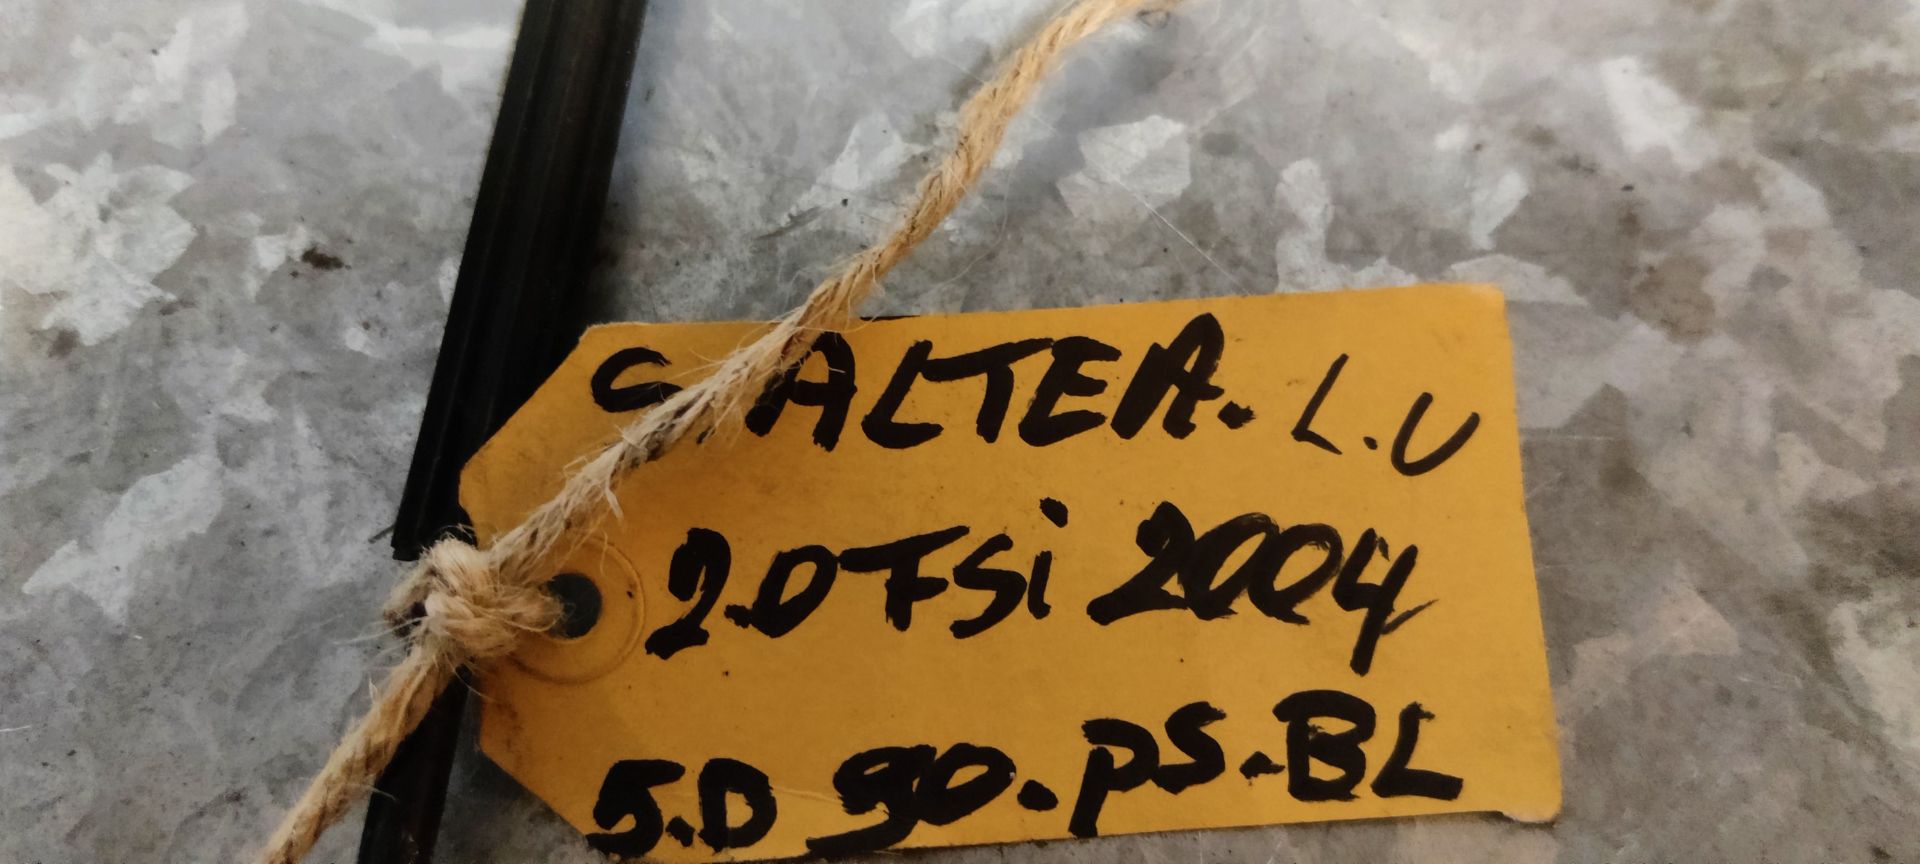 ALTEA. L.U
2.0 FSi 2004
5.D 90.PS.BL